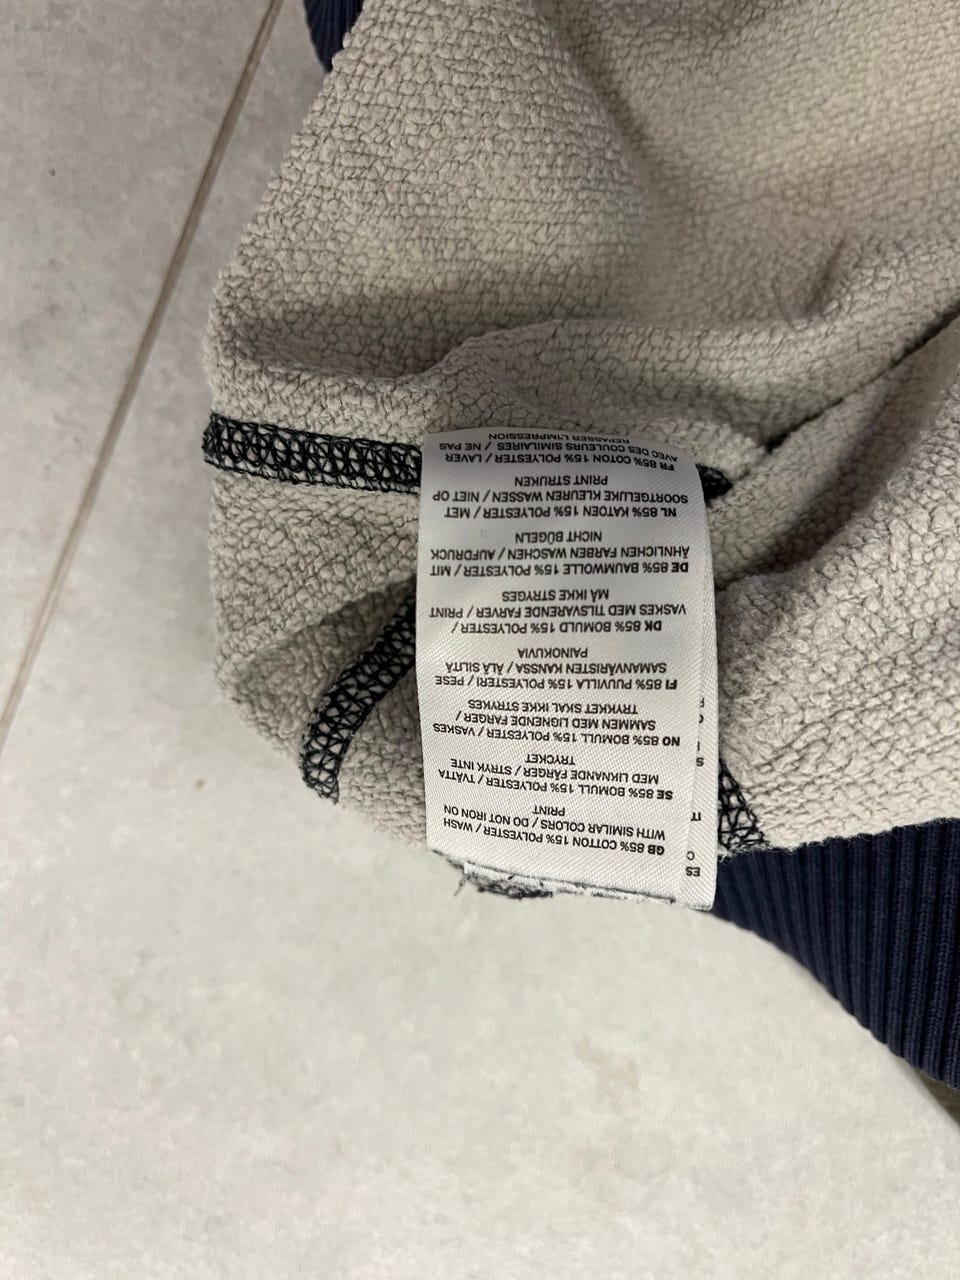 GB 85% COTTON 15% POLYESTER / WASH
WITH SIMILAR COLORS / DO NOT IRON ON
PRINT
SE 85% BOMULL 15% POLYESTER / TVÄTTA
MED LIKNANDE FÄRGER / STRYK INTE
TRYCKET
NO 85% BOMULL 15% POLYESTER / VASKES
SAMMEN MED LIGNENDE FARGER /
TRYKKET SKAL IKKE STRYKES
FI 85% PUUVILLA 15% POLYESTERI / PESE
SAMANVÄRISTEN KANSSA / ÄLÄ SILITÄ
PAINOKUVIA
DK 85% BOMULD 15% POLYESTER /
VASKES MED TILSVARENDE FARVER / PRINT
MÅ IKKE STRYGES
DE 85% BAUMWOLLE 15% POLYESTER / MIT
ÄHNLICHEN FARBEN WASCHEN / AUFDRUCK
NICHT BÜGELN
NL 85% KATOEN 15% POLYESTER / MET
SOORTGELIJKE KLEUREN WASSEN / NIET OP
PRINT STRIJKEN
FR 85% COTON 15% POLYESTER / LAVER
AVEC DES COULEURS SIMILAIRES / NE PAS
REPASSER L'IMPRESSION
ES
C
IT
S